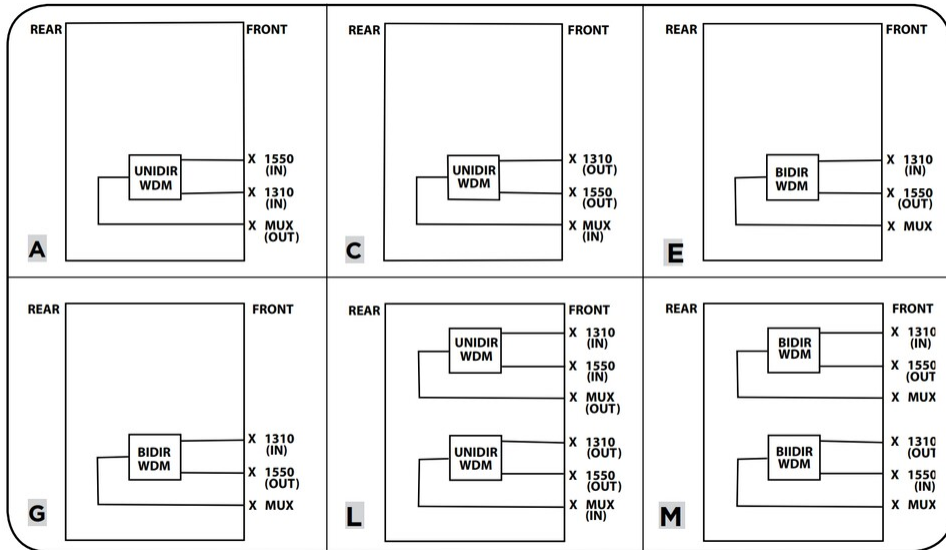 REAR
FRONT
UNIDIR
WDM
X 1550
(IN)
X 1310
(IN)
X MUX
(OUT)
A
REAR
FRONT
UNIDIR
WDM
X 1310
(OUT)
X 1550
(OUT)
X MUX
(IN)
C
REAR
FRONT
BIDIR
WDM
X 1310
(IN)
X 1550
(OUT)
X MUX
E
REAR
FRONT
BIDIR
WDM
X 1310
(IN)
X 1550
(OUT)
X MUX
G
REAR
FRONT
UNIDIR
WDM
X 1310
(IN)
X 1550
(IN)
X MUX
(OUT)
UNIDIR
WDM
X 1310
(OUT)
X 1550
(OUT)
X MUX
(IN)
L
REAR
FRONT
BIDIR
WDM
X 1310
(IN)
X 1550
(OUT
X MUX
BIIDIR
WDM
X 1310
(OUT
X 1550
(IN)
X MUX
M